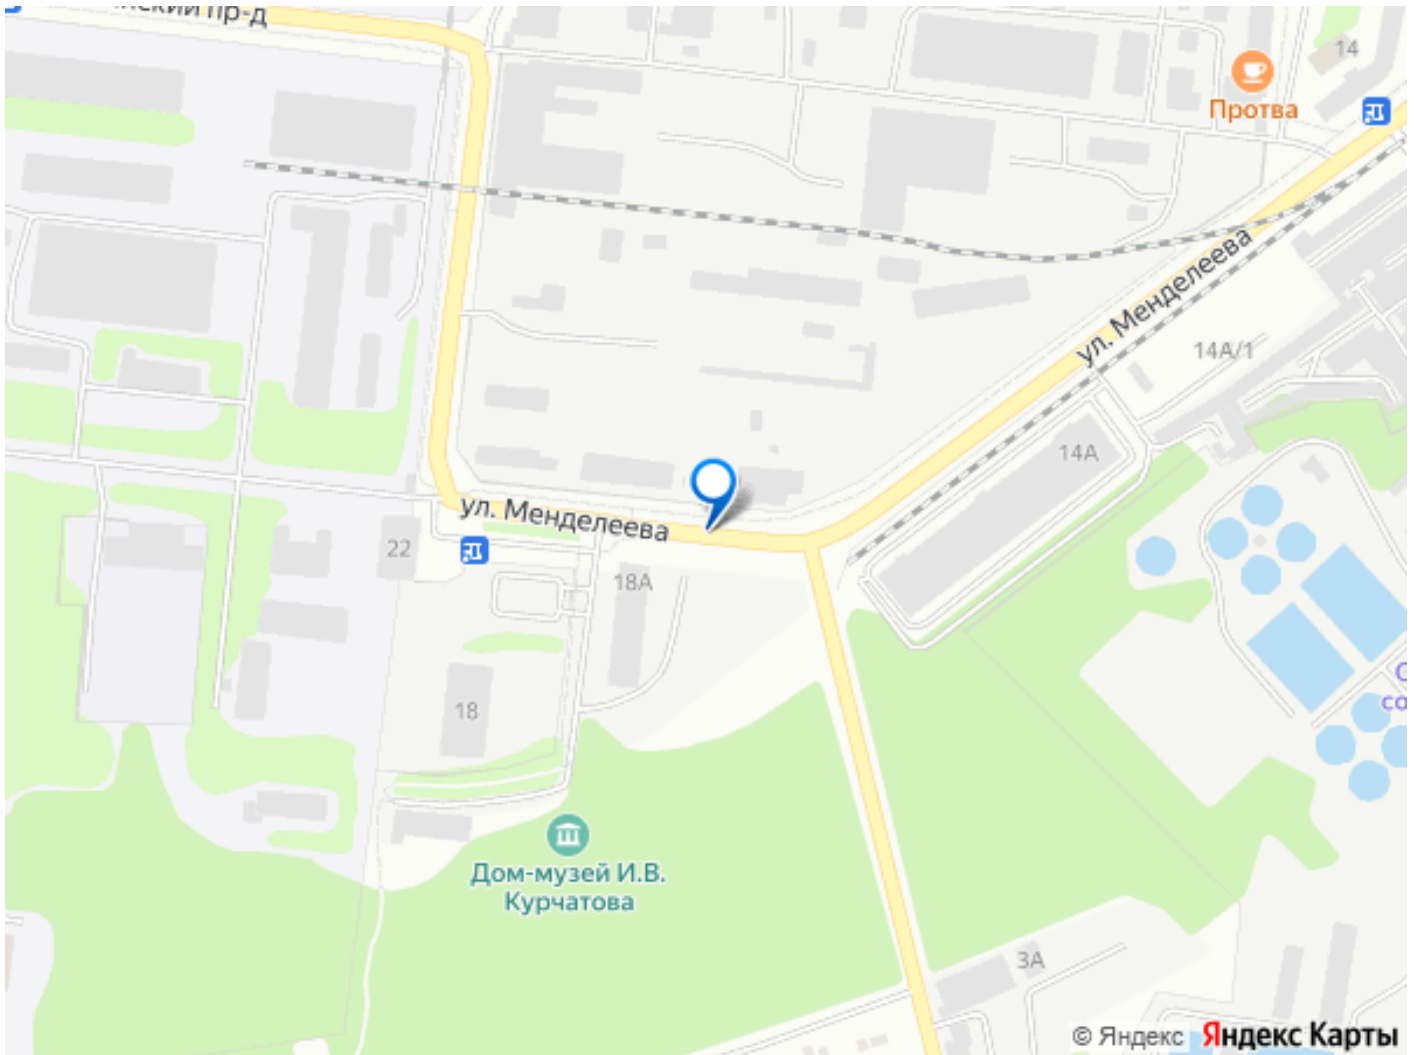 пр-д
14
Протва
ул. Менделеева
14А/1
14А
ул. Менделеева
22
18А
18
Дом-музей И.В.
Курчатова
3А
© Яндекс Яндекс Карты